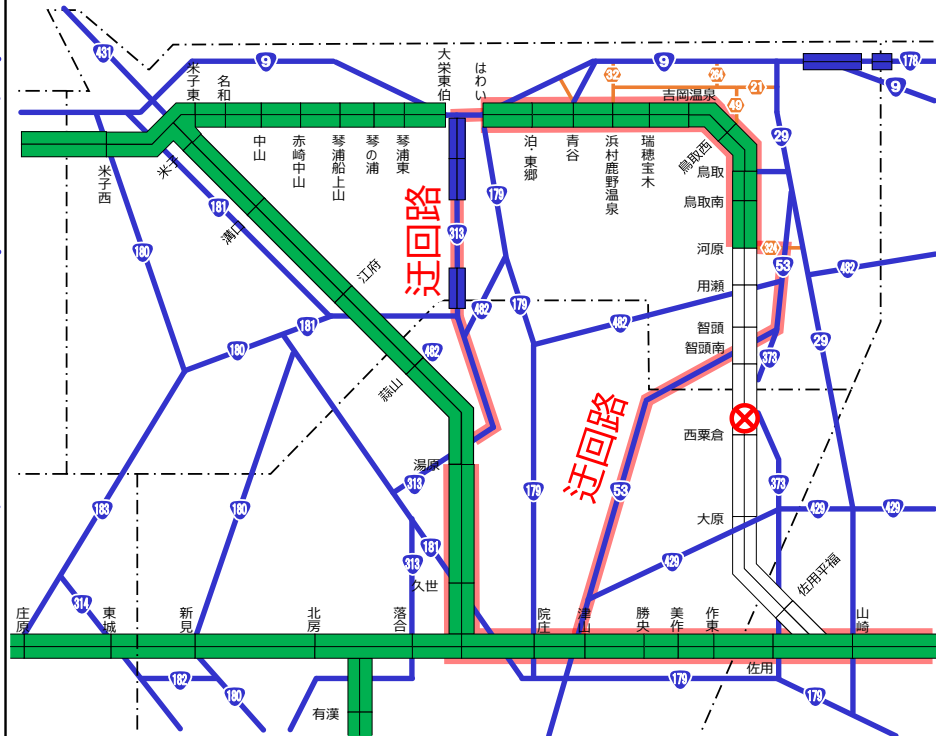 431
9
9
178
9
米子東
名和
大栄東伯
はわい
32
264
21
49
吉岡温泉
29
中山
赤碕中山
琴浦船上山
琴の浦
琴浦東
泊・東郷
青谷
浜村鹿野温泉
瑞穂宝木
鳥取西
鳥取
鳥取南
米子西
米子
181
溝口
179
迂回路
313
180
江府
河原
324
53
482
用瀬
482
179
482
智頭
29
181
180
482
智頭南
373
蒜山
迂回路
西粟倉
湯原
313
53
179
373
183
180
大原
429
429
181
313
429
久世
佐用平福
314
庄原
東城
新見
北房
落合
院庄
津山
勝央
美作
作東
山崎
佐用
182
180
179
179
有漢